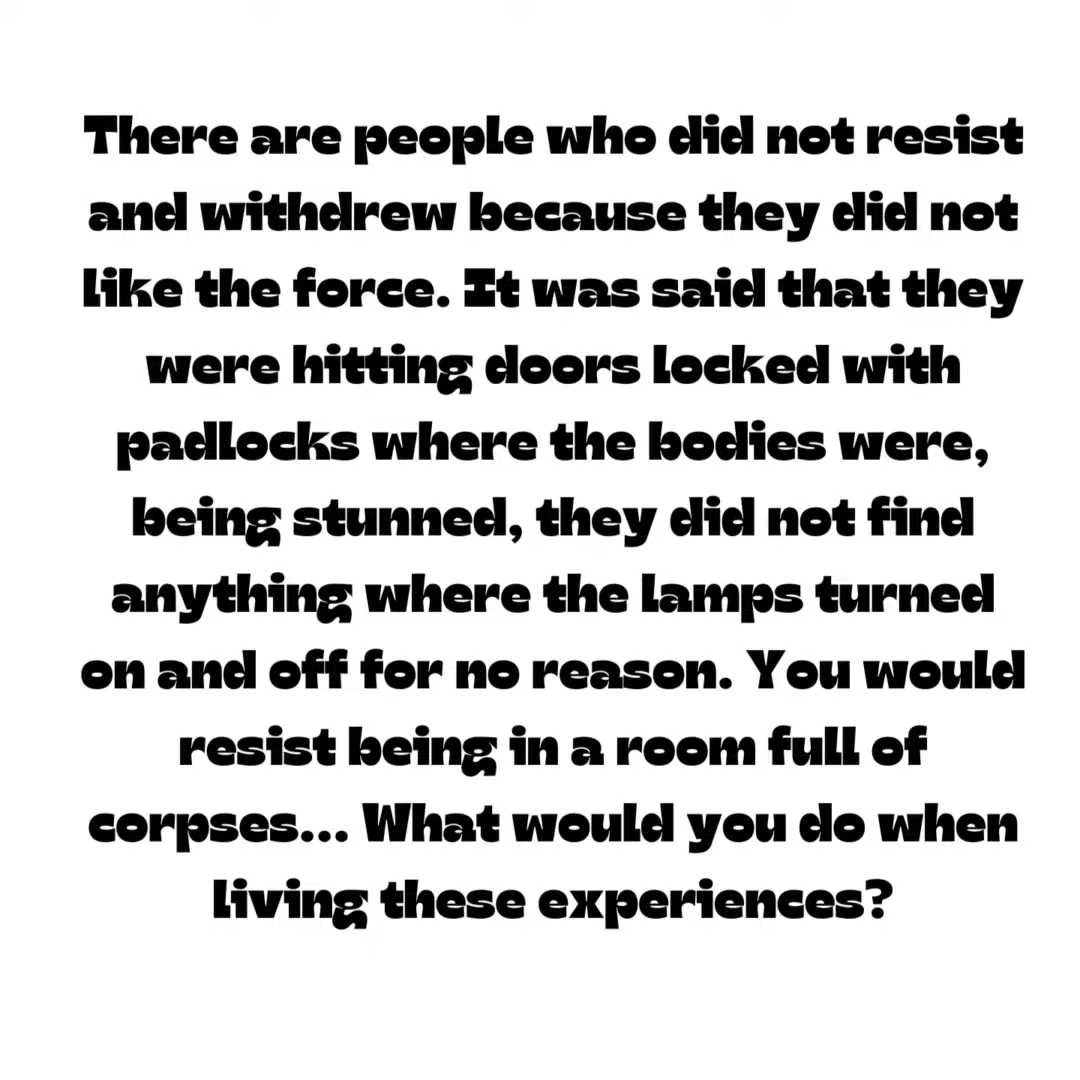 There are people who did not resist
and withdrew because they did not
like the force. It was said that they
were hitting doors locked with
padlocks where the bodies were,
being stunned, they did not find
anything where the lamps turned
on and off for no reason. You would
resist being in a room full of
corpses... What would you do when
living these experiences?